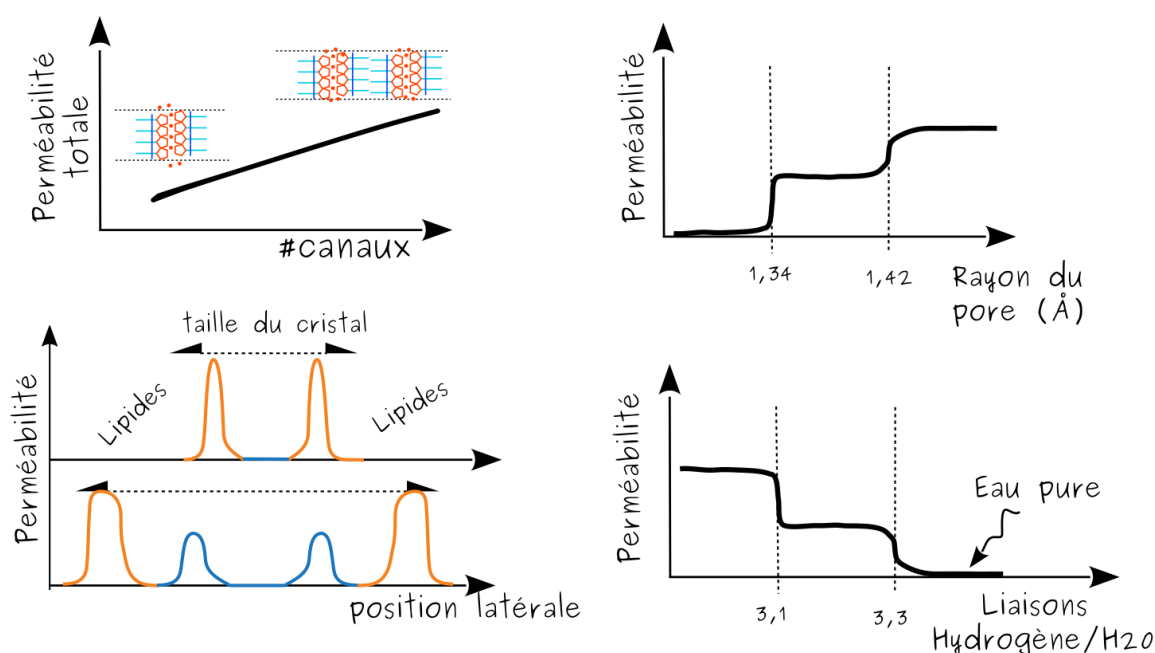 Perméabilité
totale
#canaux
Perméabilité
1,34
1,42
Rayon du
pore (Å)
taille du cristal
Perméabilité
Lipides
Lipides
position latérale
Perméabilité
Eau pure
3,1
3,3
Liaisons
Hydrogène/H2O